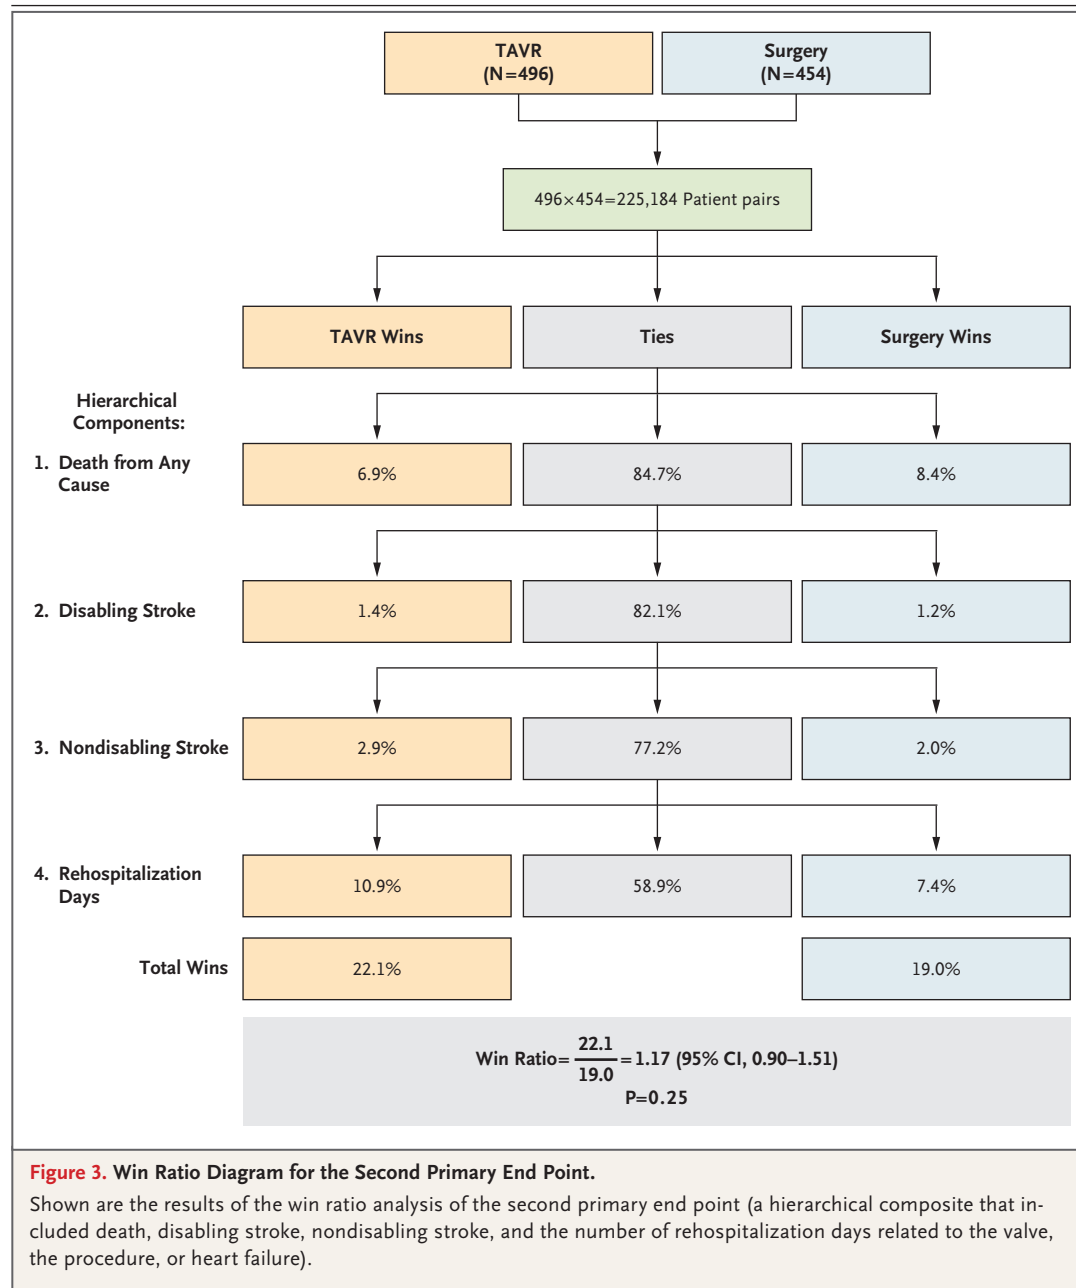 TAVR
(N=496)
Surgery
(N=454)
496×454=225,184 Patient pairs
TAVR Wins
Ties
Surgery Wins
Hierarchical
Components:
1. Death from Any
Cause
6.9%
84.7%
8.4%
2. Disabling Stroke
1.4%
82.1%
1.2%
3. Nondisabling Stroke
2.9%
77.2%
2.0%
4. Rehospitalization
Days
10.9%
58.9%
7.4%
Total Wins
22.1%
19.0%
Win Ratio= 22.1 / 19.0 =1.17 (95% CI, 0.90–1.51)
P=0.25
Figure 3. Win Ratio Diagram for the Second Primary End Point.
Shown are the results of the win ratio analysis of the second primary end point (a hierarchical composite that in-
cluded death, disabling stroke, nondisabling stroke, and the number of rehospitalization days related to the valve,
the procedure, or heart failure).